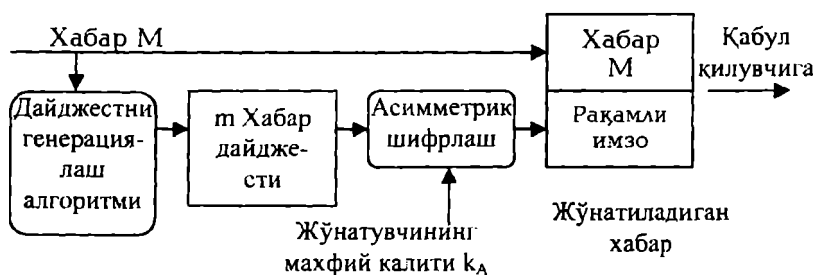 Хабар М
Дайджестни
генерация-
лаш
алгоритми
m Хабар
дайдже-
сти
Асимметрик
шифрлаш
Хабар
М
Рақамли
имзо
Қабул
қилувчига
Жўнатувчининг
махфий калити kA
Жўнатиладиган
хабар